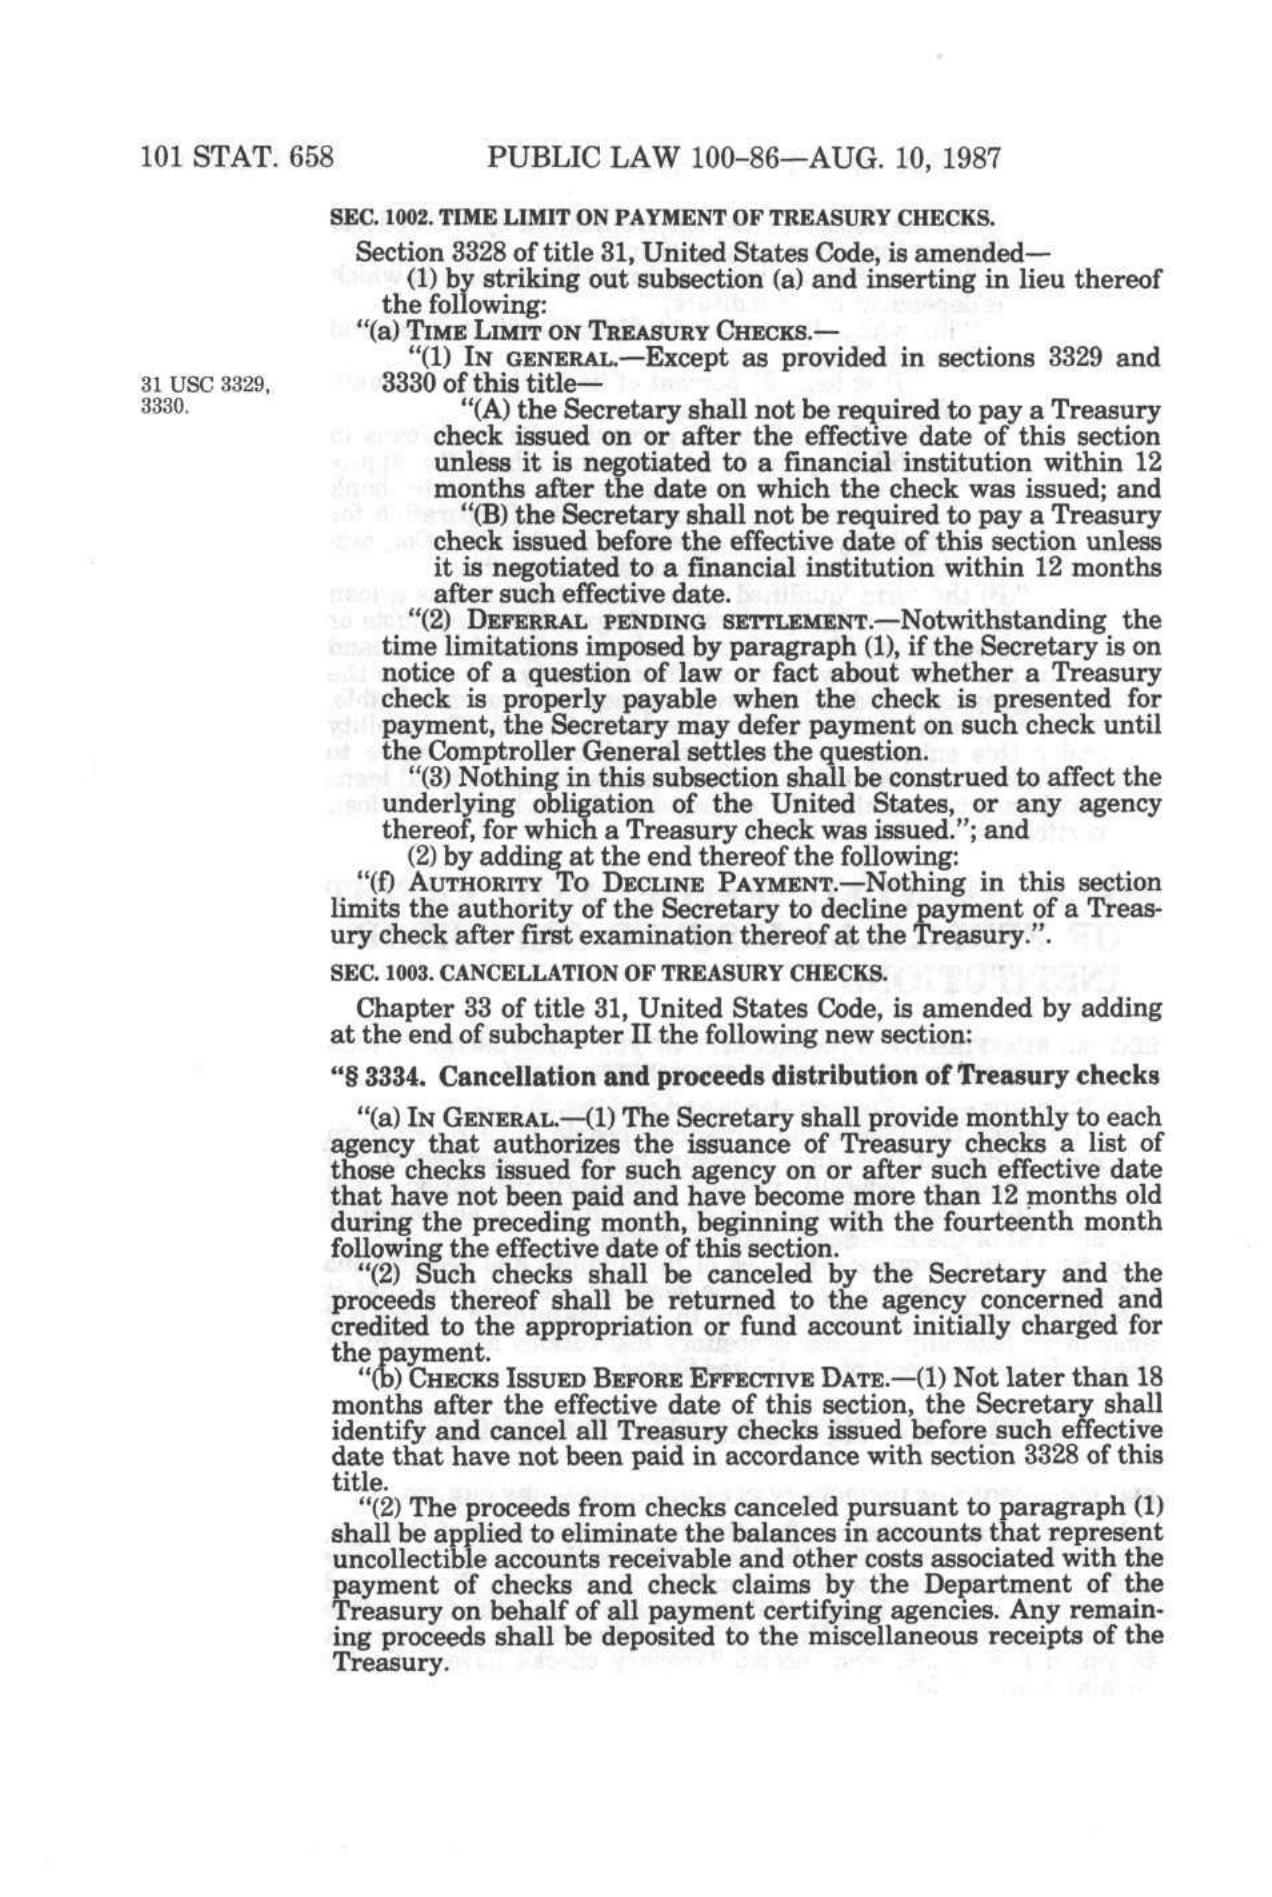 101 STAT. 658 PUBLIC LAW 100-86—AUG. 10, 1987
SEC. 1002. TIME LIMIT ON PAYMENT OF TREASURY CHECKS.
Section 3328 of title 31, United States Code, is amended—
(1) by striking out subsection (a) and inserting in lieu thereof
the following:
"(a) TIME LIMIT ON TREASURY CHECKS.—
"(1) IN GENERAL.—Except as provided in sections 3329 and
31 USC 3329,
3330.
3330 of this title—
"(A) the Secretary shall not be required to pay a Treasury
check issued on or after the effective date of this section
unless it is negotiated to a financial institution within 12
months after the date on which the check was issued; and
"(B) the Secretary shall not be required to pay a Treasury
check issued before the effective date of this section unless
it is negotiated to a financial institution within 12 months
after such effective date.
"(2) DEFERRAL PENDING SETTLEMENT.—Notwithstanding the
time limitations imposed by paragraph (1), if the Secretary is on
notice of a question of law or fact about whether a Treasury
check is properly payable when the check is presented for
payment, the Secretary may defer payment on such check until
the Comptroller General settles the question.
"(3) Nothing in this subsection shall be construed to affect the
underlying obligation of the United States, or any agency
thereof, for which a Treasury check was issued."; and
(2) by adding at the end thereof the following:
"(f) AUTHORITY TO DECLINE PAYMENT.—Nothing in this section
limits the authority of the Secretary to decline payment of a Treas-
ury check after first examination thereof at the Treasury.".
SEC. 1003. CANCELLATION OF TREASURY CHECKS.
Chapter 33 of title 31, United States Code, is amended by adding
at the end of subchapter II the following new section:
"§ 3334. Cancellation and proceeds distribution of Treasury checks
"(a) IN GENERAL.—(1) The Secretary shall provide monthly to each
agency that authorizes the issuance of Treasury checks a list of
those checks issued for such agency on or after such effective date
that have not been paid and have become more than 12 months old
during the preceding month, beginning with the fourteenth month
following the effective date of this section.
"(2) Such checks shall be canceled by the Secretary and the
proceeds thereof shall be returned to the agency concerned and
credited to the appropriation or fund account initially charged for
the payment.
"(b) CHECKS ISSUED BEFORE EFFECTIVE DATE.—(1) Not later than 18
months after the effective date of this section, the Secretary shall
identify and cancel all Treasury checks issued before such effective
date that have not been paid in accordance with section 3328 of this
title.
"(2) The proceeds from checks canceled pursuant to paragraph (1)
shall be applied to eliminate the balances in accounts that represent
uncollectible accounts receivable and other costs associated with the
payment of checks and check claims by the Department of the
Treasury on behalf of all payment certifying agencies. Any remain-
ing proceeds shall be deposited to the miscellaneous receipts of the
Treasury.